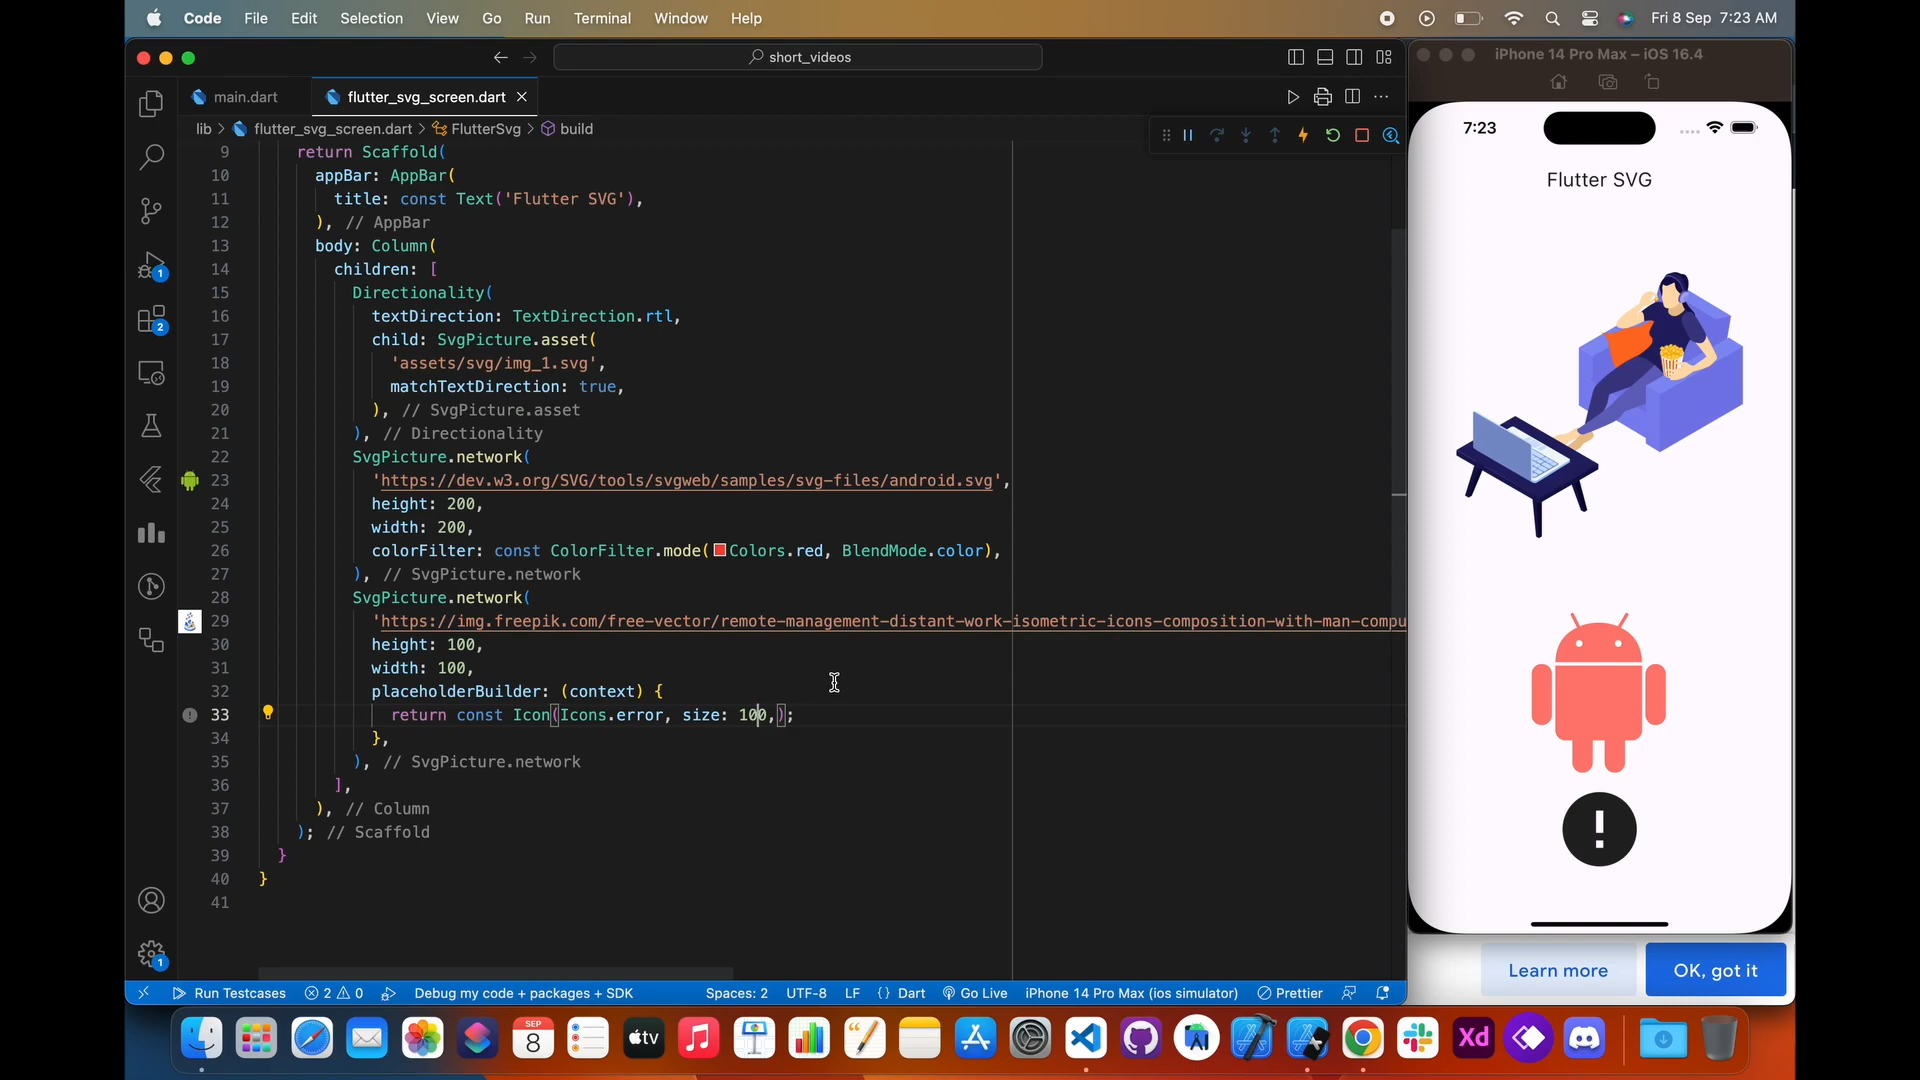 Code File Edit Selection View Go Run Terminal Window Help
Fri 8 Sep 7:23 AM
short_videos
main.dart
flutter_svg_screen.dart
lib > flutter_svg_screen.dart > FlutterSvg > build
9 return Scaffold(
10 appBar: AppBar(
11 title: const Text('Flutter SVG'),
12 ), // AppBar
13 body: Column(
14 children: [
15 Directionality(
16 textDirection: TextDirection.rtl,
17 child: SvgPicture.asset(
18 'assets/svg/img_1.svg',
19 matchTextDirection: true,
20 ), // SvgPicture.asset
21 ), // Directionality
22 SvgPicture.network(
23 'https://dev.w3.org/SVG/tools/svgweb/samples/svg-files/android.svg',
24 height: 200,
25 width: 200,
26 colorFilter: const ColorFilter.mode(Colors.red, BlendMode.color),
27 ), // SvgPicture.network
28 SvgPicture.network(
29 'https://img.freepik.com/free-vector/remote-management-distant-work-isometric-icons-composition-with-man-compu
30 height: 100,
31 width: 100,
32 placeholderBuilder: (context) {
33 return const Icon(Icons.error, size: 100,);
34 },
35 ), // SvgPicture.network
36 ],
37 ), // Column
38 ); // Scaffold
39 }
40 }
41
1
2
1
Run Testcases 2 0 Debug my code + packages + SDK Spaces: 2 UTF-8 LF {} Dart Go Live iPhone 14 Pro Max (ios simulator) Prettier
iPhone 14 Pro Max – iOS 16.4
7:23
Flutter SVG
!
Learn more
OK, got it
SEP
8
tv
Xd